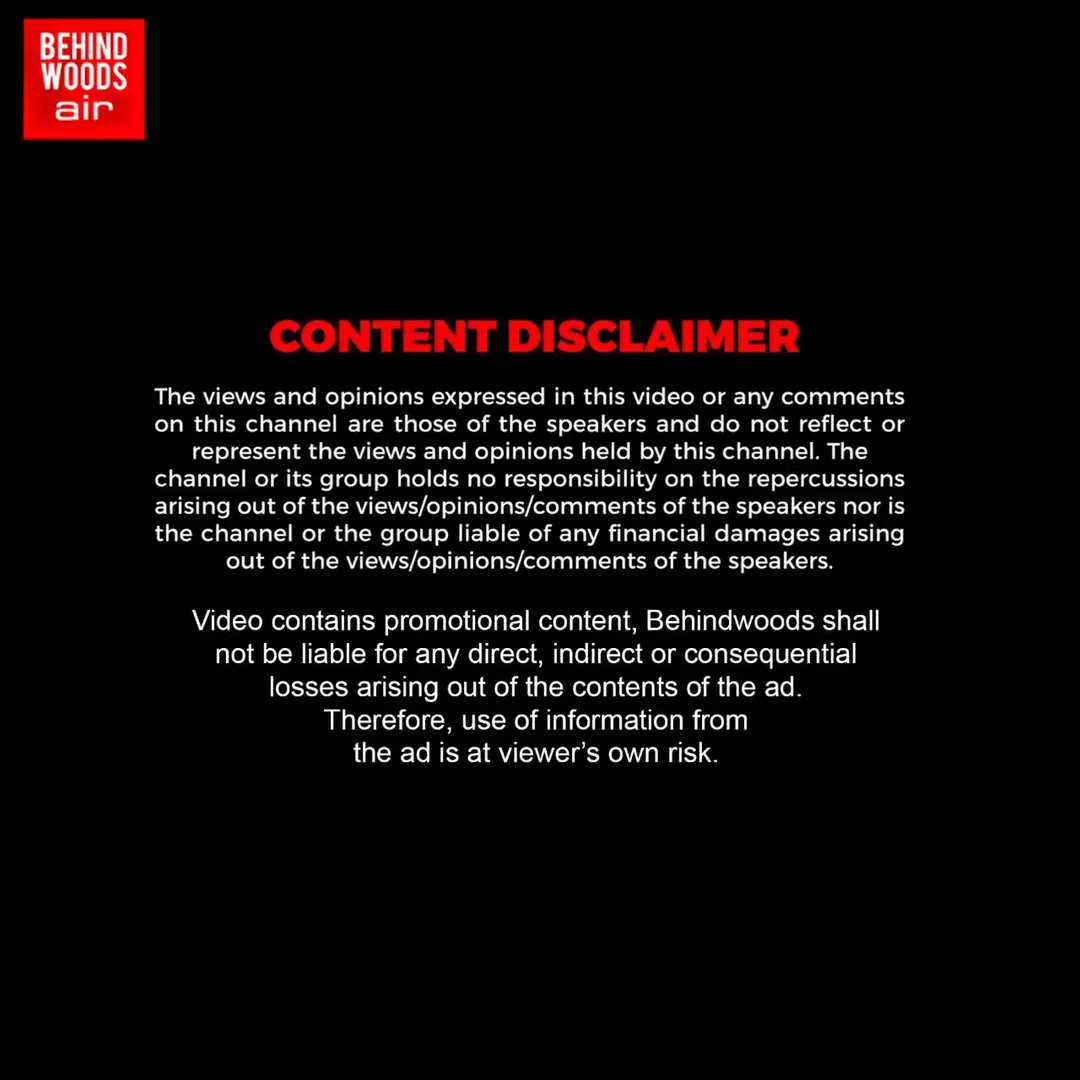 BEHIND
WOODS
air
CONTENT DISCLAIMER
The views and opinions expressed in this video or any comments
on this channel are those of the speakers and do not reflect or
represent the views and opinions held by this channel. The
channel or its group holds no responsibility on the repercussions
arising out of the views/opinions/comments of the speakers nor is
the channel or the group liable of any financial damages arising
out of the views/opinions/comments of the speakers.
Video contains promotional content, Behindwoods shall
not be liable for any direct, indirect or consequential
losses arising out of the contents of the ad.
Therefore, use of information from
the ad is at viewer’s own risk.